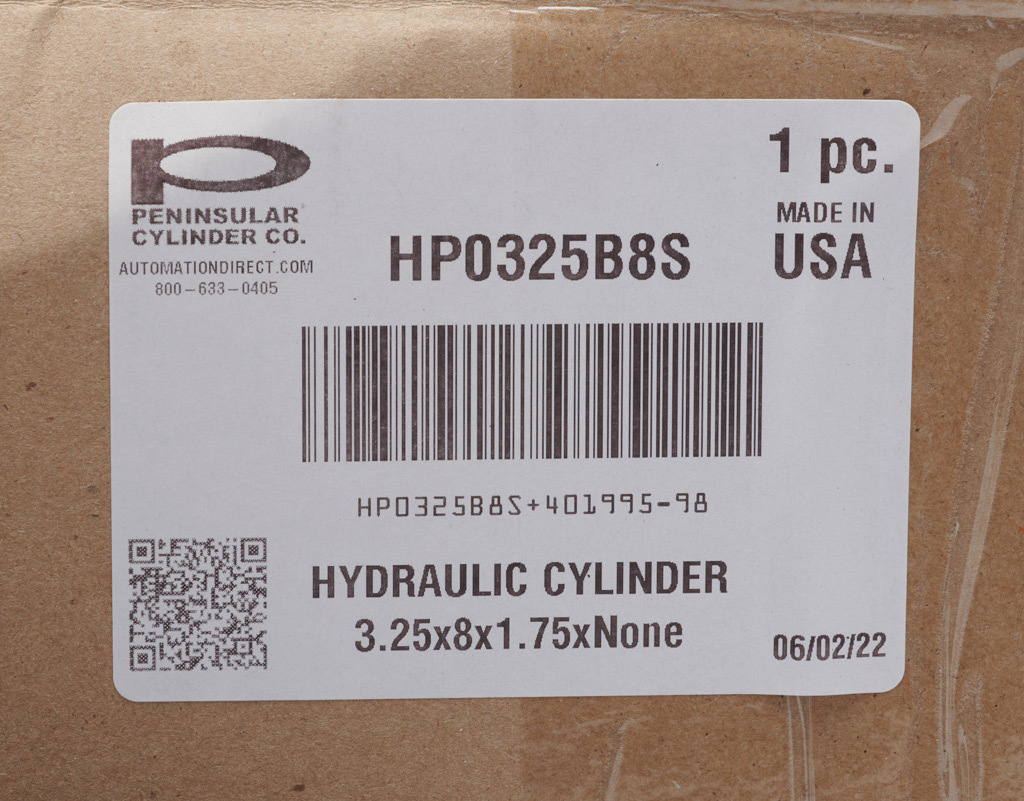 PENINSULAR
CYLINDER CO.
AUTOMATIONDIRECT.COM
800-633-0405
HP0325B8S
1 pc.
MADE IN
USA
HP0325B8S+401995-98
HYDRAULIC CYLINDER
3.25x8x1.75xNone
06/02/22